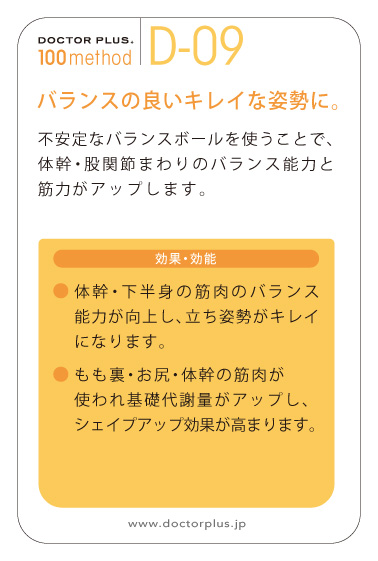 DOCTOR PLUS.
100method
D-09
バランスの良いキレイな姿勢に。
不安定なバランスボールを使うことで、
体幹・股関節まわりのバランス能力と
筋力がアップします。
効果・効能
体幹・下半身の筋肉のバランス
能力が向上し、立ち姿勢がキレイ
になります。
もも裏・お尻・体幹の筋肉が
使われ基礎代謝量がアップし、
シェイプアップ効果が高まります。
www.doctorplus.jp